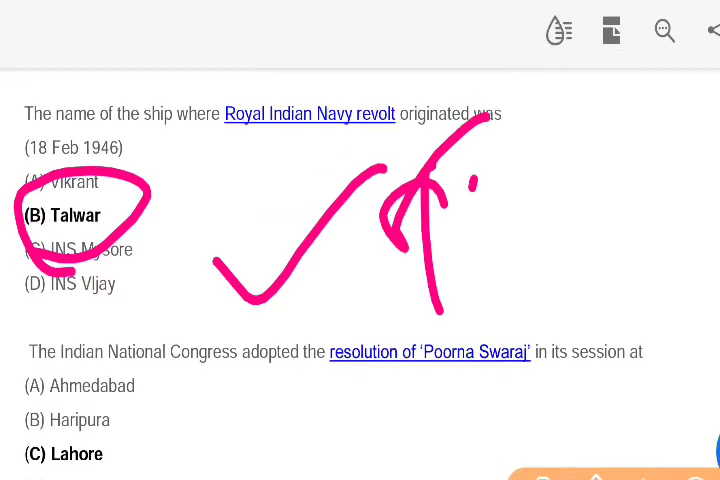 The name of the ship where Royal Indian Navy revolt originated was
(18 Feb 1946)
(A) Vikrant
(B) Talwar
(C) INS Mysore
(D) INS VIjay
The Indian National Congress adopted the resolution of ‘Poorna Swaraj’ in its session at
(A) Ahmedabad
(B) Haripura
(C) Lahore